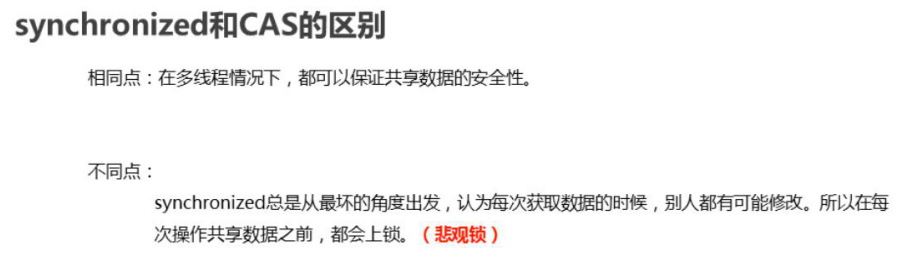 synchronized和CAS的区别
相同点：在多线程情况下，都可以保证共享数据的安全性。
不同点：
synchronized总是从最坏的角度出发，认为每次获取数据的时候，别人都有可能修改。所以在每
次操作共享数据之前，都会上锁。（悲观锁）